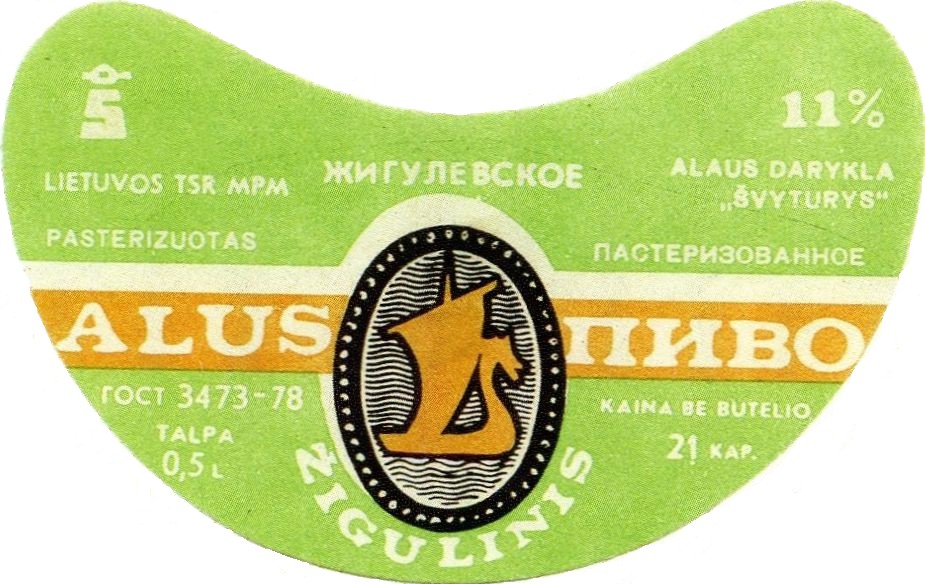 5
LIETUVOS TSR MPM
PASTERIZUOTAS
ЖИГУЛЕВСКОЕ
11%
ALAUS DARYKLA
„ŠVYTURYS“
ПАСТЕРИЗОВАННОЕ
ALUS
ПИВО
ГОСТ 3473-78
TALPA
0,5 L
ŽIGULINIS
KAINA BE BUTELIO
21 KAP.